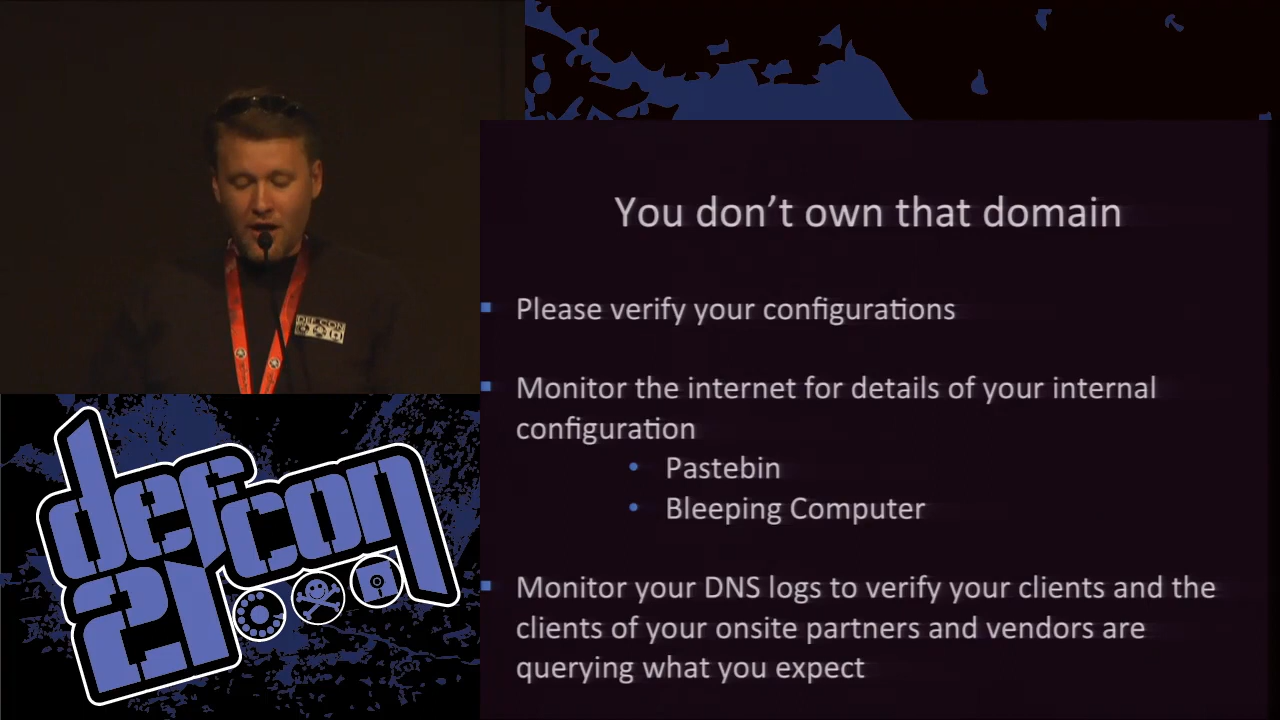 You don't own that domain
Please verify your configurations
Monitor the internet for details of your internal
configuration
Pastebin
Bleeping Computer
Monitor your DNS logs to verify your clients and the
clients of your onsite partners and vendors are
querying what you expect
DEF CON
defcon
21